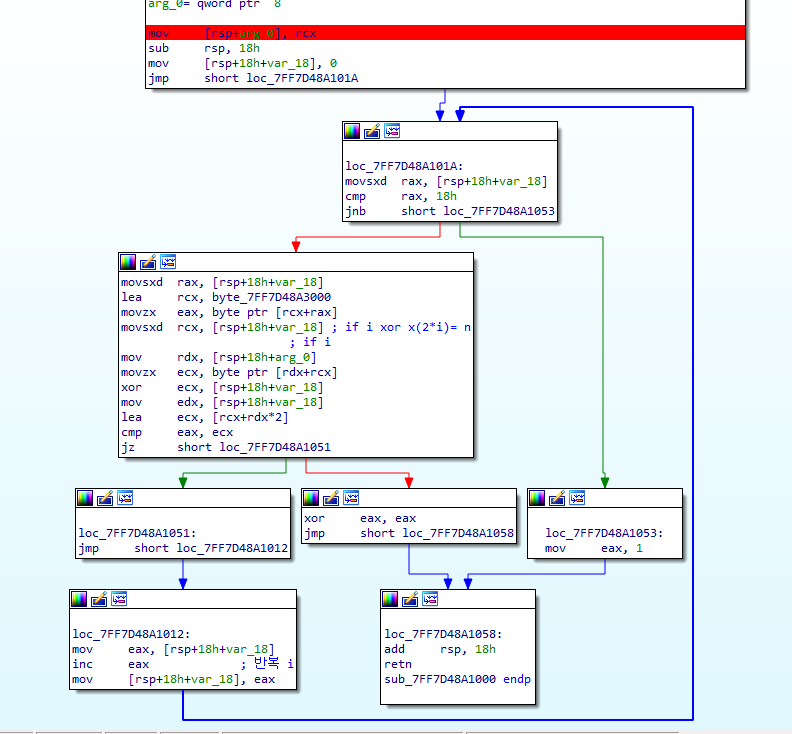 arg_0= qword ptr  8
mov     [rsp+arg_0], rcx
sub     rsp, 18h
mov     [rsp+18h+var_18], 0
jmp     short loc_7FF7D48A101A
loc_7FF7D48A101A:
movsxd  rax, [rsp+18h+var_18]
cmp     rax, 18h
jnb     short loc_7FF7D48A1053
movsxd  rax, [rsp+18h+var_18]
lea     rcx, byte_7FF7D48A3000
movzx   eax, byte ptr [rcx+rax]
movsxd  rcx, [rsp+18h+var_18] ; if i xor x(2*i)= n
; if i
mov     rdx, [rsp+18h+arg_0]
movzx   ecx, byte ptr [rdx+rcx]
xor     ecx, [rsp+18h+var_18]
mov     edx, [rsp+18h+var_18]
lea     ecx, [rcx+rdx*2]
cmp     eax, ecx
jz      short loc_7FF7D48A1051
loc_7FF7D48A1051:
jmp     short loc_7FF7D48A1012
xor     eax, eax
jmp     short loc_7FF7D48A1058
loc_7FF7D48A1053:
mov     eax, 1
loc_7FF7D48A1012:
mov     eax, [rsp+18h+var_18]
inc     eax             ; 반복 i
mov     [rsp+18h+var_18], eax
loc_7FF7D48A1058:
add     rsp, 18h
retn
sub_7FF7D48A1000 endp